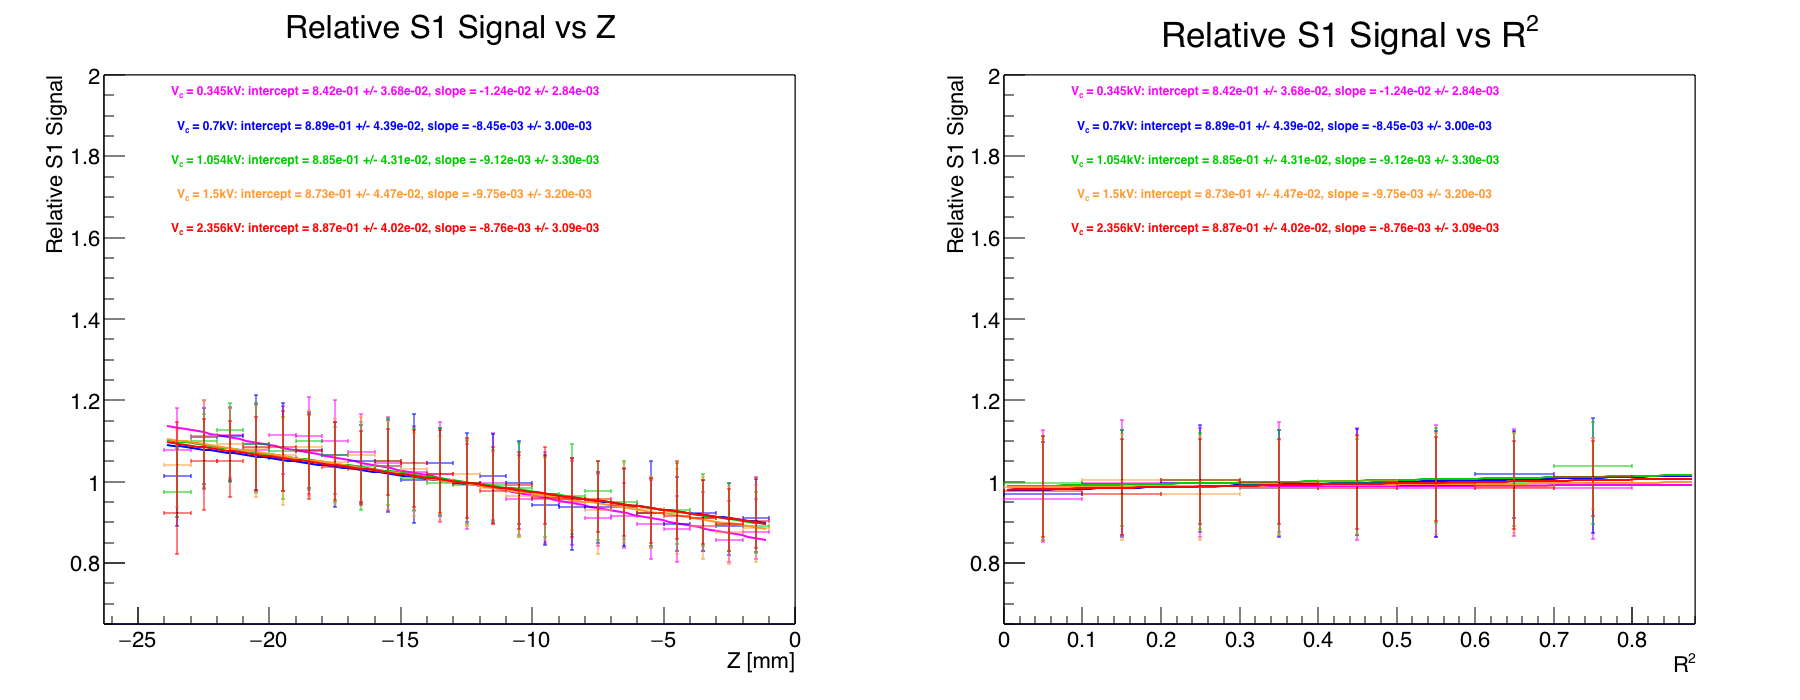 Relative S1 Signal vs Z
Relative S1 Signal
2
1.8
1.6
1.4
1.2
1
0.8
V_c = 0.345kV: intercept = 8.42e-01 +/- 3.68e-02, slope = -1.24e-02 +/- 2.84e-03
V_c = 0.7kV: intercept = 8.89e-01 +/- 4.39e-02, slope = -8.45e-03 +/- 3.00e-03
V_c = 1.054kV: intercept = 8.85e-01 +/- 4.31e-02, slope = -9.12e-03 +/- 3.30e-03
V_c = 1.5kV: intercept = 8.73e-01 +/- 4.47e-02, slope = -9.75e-03 +/- 3.20e-03
V_c = 2.356kV: intercept = 8.87e-01 +/- 4.02e-02, slope = -8.76e-03 +/- 3.09e-03
−25 −20 −15 −10 −5 0
Z [mm]
Relative S1 Signal vs R²
Relative S1 Signal
2
1.8
1.6
1.4
1.2
1
0.8
V_c = 0.345kV: intercept = 8.42e-01 +/- 3.68e-02, slope = -1.24e-02 +/- 2.84e-03
V_c = 0.7kV: intercept = 8.89e-01 +/- 4.39e-02, slope = -8.45e-03 +/- 3.00e-03
V_c = 1.054kV: intercept = 8.85e-01 +/- 4.31e-02, slope = -9.12e-03 +/- 3.30e-03
V_c = 1.5kV: intercept = 8.73e-01 +/- 4.47e-02, slope = -9.75e-03 +/- 3.20e-03
V_c = 2.356kV: intercept = 8.87e-01 +/- 4.02e-02, slope = -8.76e-03 +/- 3.09e-03
0 0.1 0.2 0.3 0.4 0.5 0.6 0.7 0.8
R²